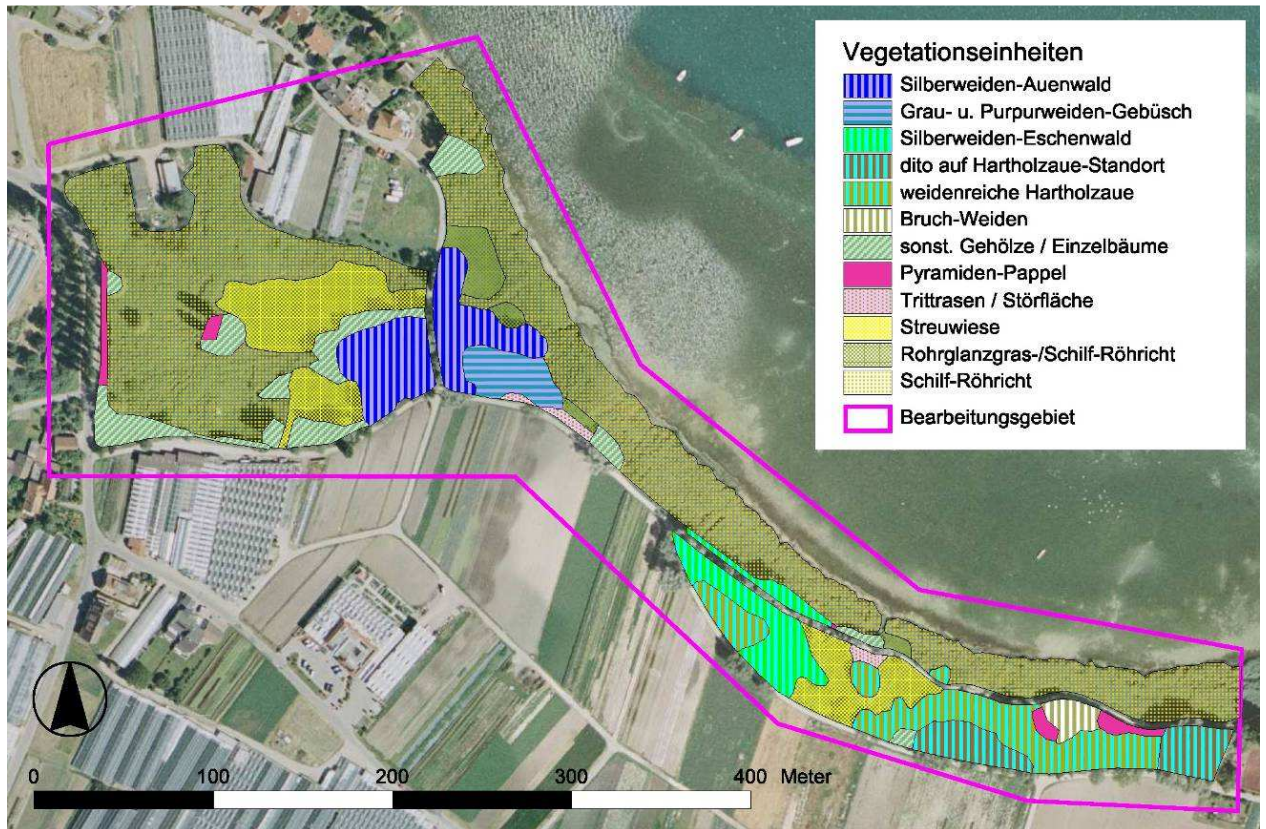 Vegetationseinheiten
Silberweiden-Auenwald
Grau- u. Purpurweiden-Gebüsch
Silberweiden-Eschenwald
dito auf Hartholzaue-Standort
weidenreiche Hartholzaue
Bruch-Weiden
sonst. Gehölze / Einzelbäume
Pyramiden-Pappel
Trittrasen / Störfläche
Streuwiese
Rohrglanzgras-/Schilf-Röhricht
Schilf-Röhricht
Bearbeitungsgebiet
0 100 200 300 400 Meter